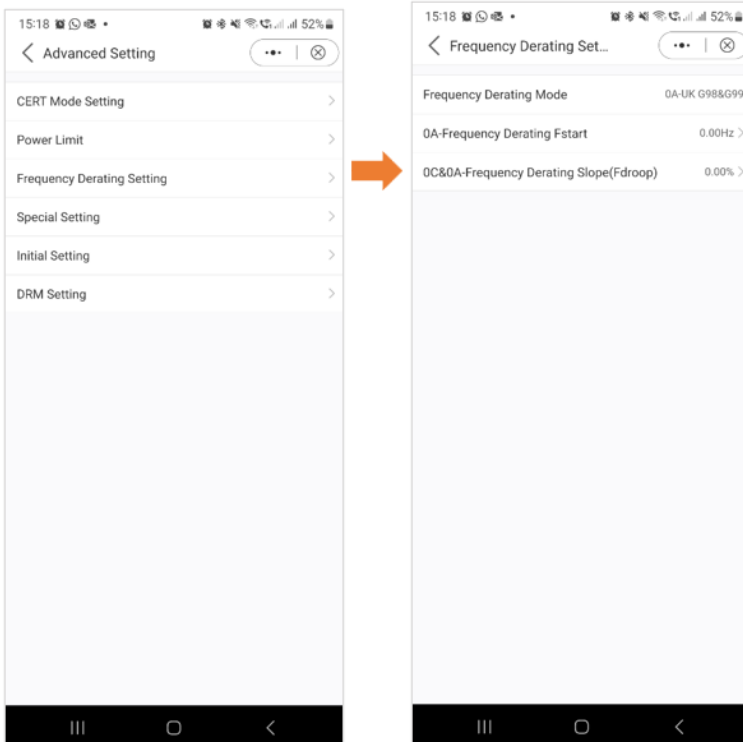 15:18 52%
Advanced Setting
CERT Mode Setting
Power Limit
Frequency Derating Setting
Special Setting
Initial Setting
DRM Setting
15:18 52%
Frequency Derating Set...
Frequency Derating Mode 0A-UK G98&G99
0A-Frequency Derating Fstart 0.00Hz
0C&0A-Frequency Derating Slope(Fdroop) 0.00%